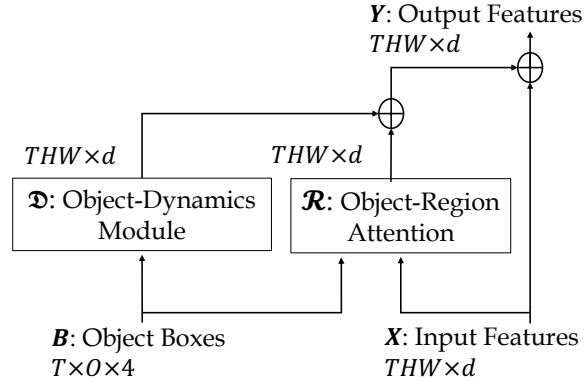 Y: Output Features
THW×d
THW×d
THW×d
𝕯: Object-Dynamics
Module
𝓡: Object-Region
Attention
B: Object Boxes
T×O×4
X: Input Features
THW×d